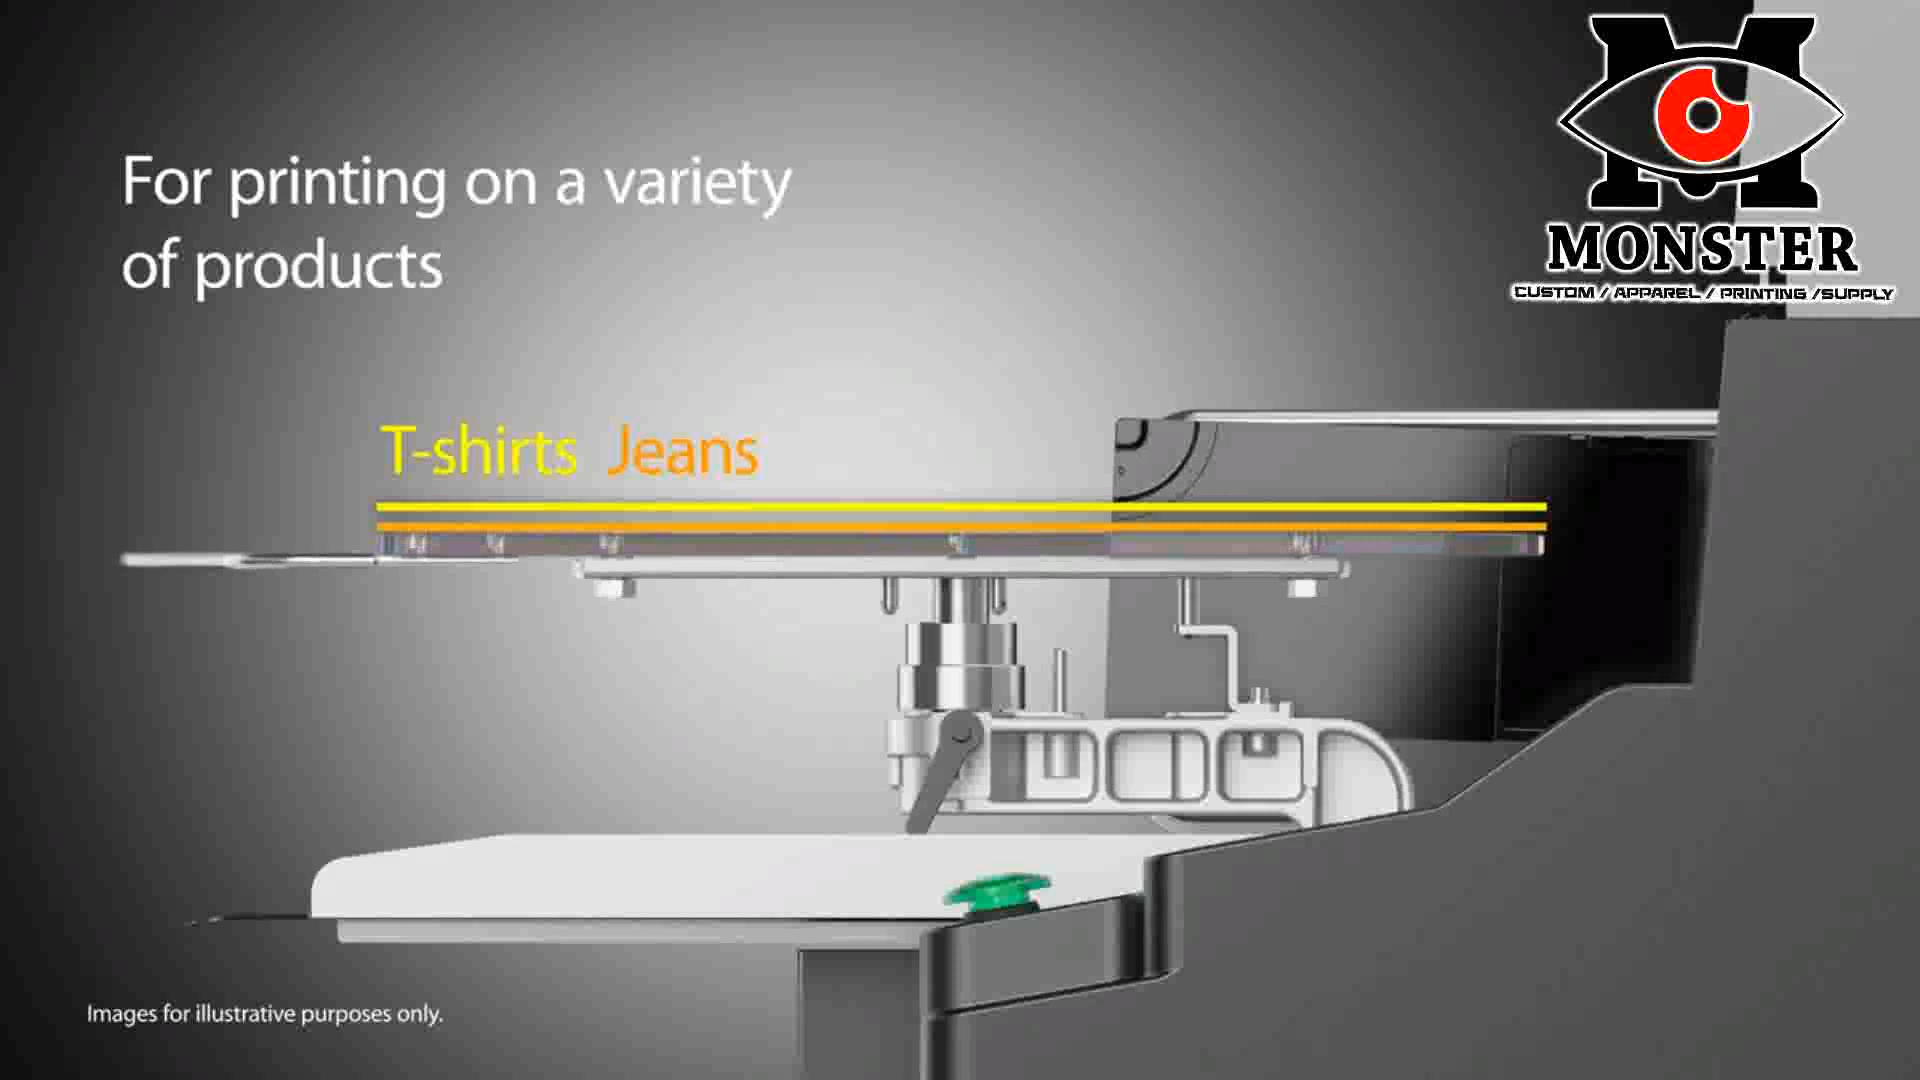 For printing on a variety
of products
MONSTER
CUSTOM / APPAREL / PRINTING /SUPPLY
T-shirts Jeans
Images for illustrative purposes only.